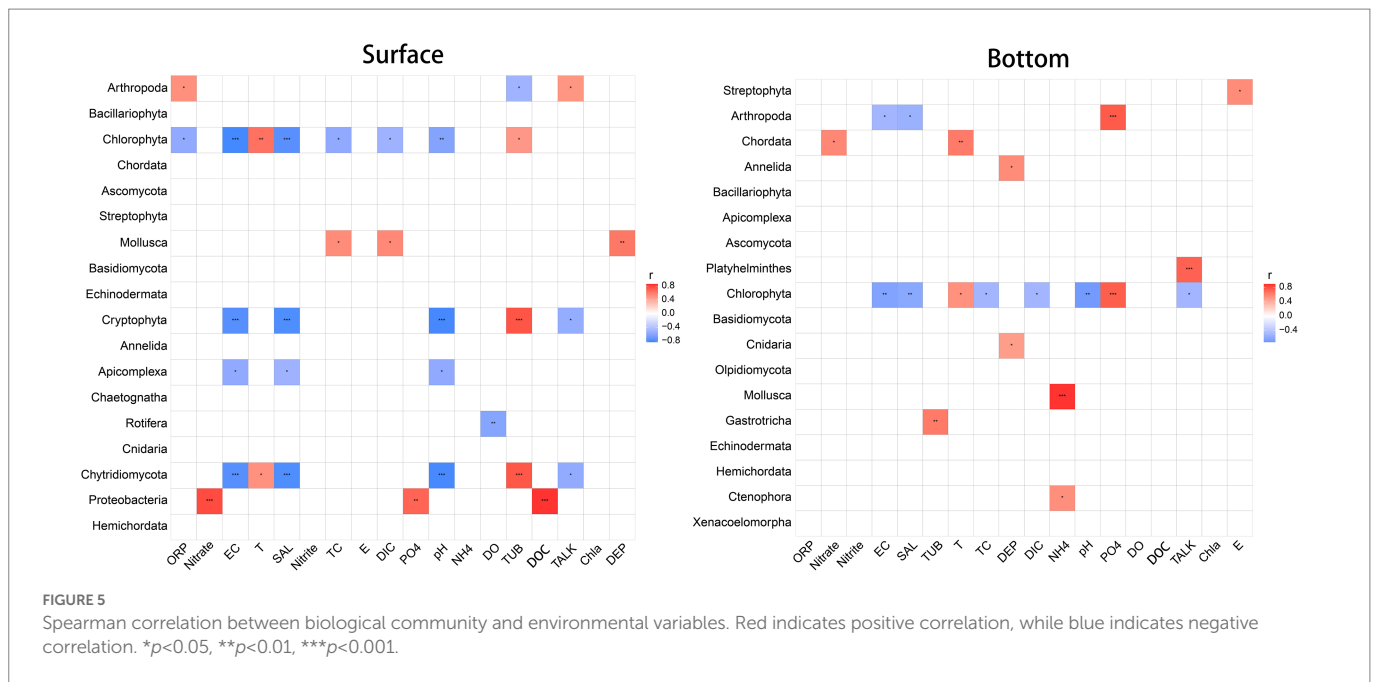 Surface
Arthropoda
Bacillariophyta
Chlorophyta
Chordata
Ascomycota
Streptophyta
Mollusca
Basidiomycota
Echinodermata
Cryptophyta
Annelida
Apicomplexa
Chaetognatha
Rotifera
Cnidaria
Chytridiomycota
Proteobacteria
Hemichordata
* * *
* *** ** *** * * ** *
* * **
*** *** *** *** *
* * *
**
*** * *** *** *** *
*** ** ***
ORP Nitrate EC T SAL Nitrite TC E DIC PO4 pH NH4 DO TUB DOC TALK Chla DEP
r
0.8
0.4
0.0
−0.4
−0.8
Bottom
Streptophyta
Arthropoda
Chordata
Annelida
Bacillariophyta
Apicomplexa
Ascomycota
Platyhelminthes
Chlorophyta
Basidiomycota
Cnidaria
Olpidiomycota
Mollusca
Gastrotricha
Echinodermata
Hemichordata
Ctenophora
Xenacoelomorpha
*
* * ***
* **
*
***
** ** * * * ** *** *
*
***
**
*
ORP Nitrate Nitrite EC SAL TUB T TC DEP DIC NH4 pH PO4 DO DOC TALK Chla E
r
0.8
0.4
0.0
−0.4
FIGURE 5
Spearman correlation between biological community and environmental variables. Red indicates positive correlation, while blue indicates negative
correlation. *p<0.05, **p<0.01, ***p<0.001.